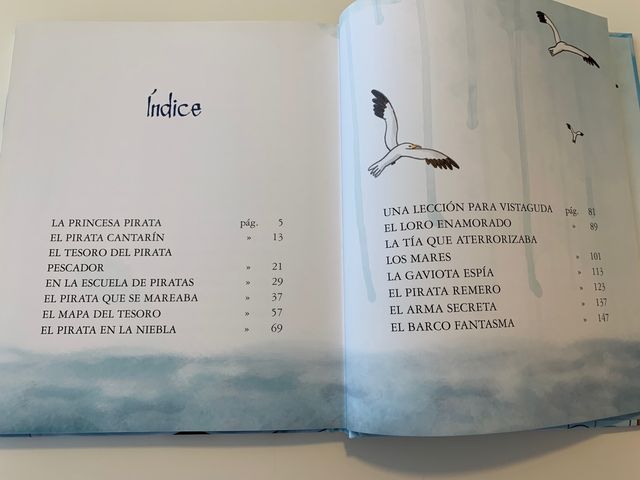 Índice
LA PRINCESA PIRATA pág. 5
EL PIRATA CANTARÍN » 13
EL TESORO DEL PIRATA
PESCADOR » 21
EN LA ESCUELA DE PIRATAS » 29
EL PIRATA QUE SE MAREABA » 37
EL MAPA DEL TESORO » 57
EL PIRATA EN LA NIEBLA » 69
UNA LECCIÓN PARA VISTAGUDA pág. 81
EL LORO ENAMORADO » 89
LA TÍA QUE ATERRORIZABA
LOS MARES » 101
LA GAVIOTA ESPÍA » 113
EL PIRATA REMERO » 123
EL ARMA SECRETA » 137
EL BARCO FANTASMA » 147